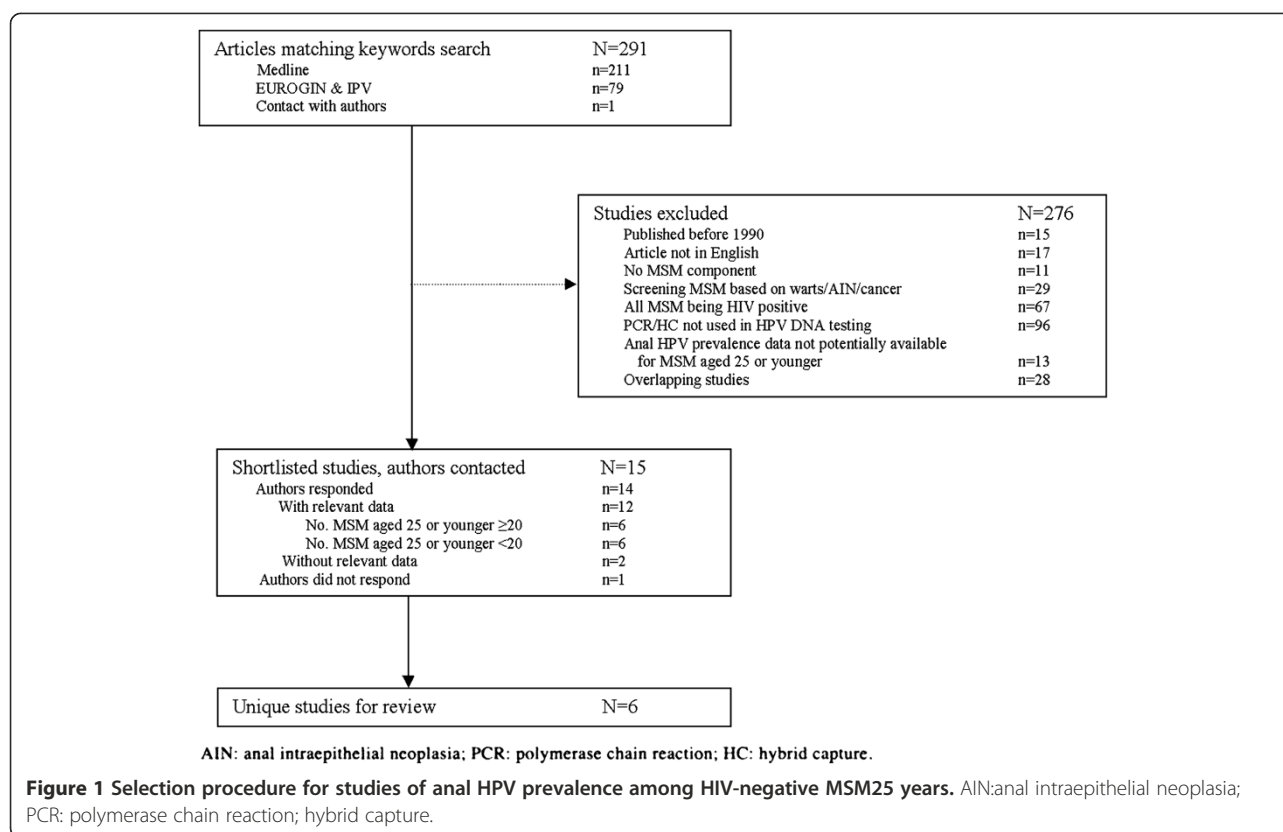 Articles matching keywords search N=291
Medline n=211
EUROGIN & IPV n=79
Contact with authors n=1
Studies excluded N=276
Published before 1990 n=15
Article not in English n=17
No MSM component n=11
Screening MSM based on warts/AIN/cancer n=29
All MSM being HIV positive n=67
PCR/HC not used in HPV DNA testing n=96
Anal HPV prevalence data not potentially available
for MSM aged 25 or younger n=13
Overlapping studies n=28
Shortlisted studies, authors contacted N=15
Authors responded n=14
With relevant data n=12
No. MSM aged 25 or younger ≥20 n=6
No. MSM aged 25 or younger <20 n=6
Without relevant data n=2
Authors did not respond n=1
Unique studies for review N=6
AIN: anal intraepithelial neoplasia; PCR: polymerase chain reaction; HC: hybrid capture.
Figure 1 Selection procedure for studies of anal HPV prevalence among HIV-negative MSM25 years. AIN:anal intraepithelial neoplasia;
PCR: polymerase chain reaction; hybrid capture.